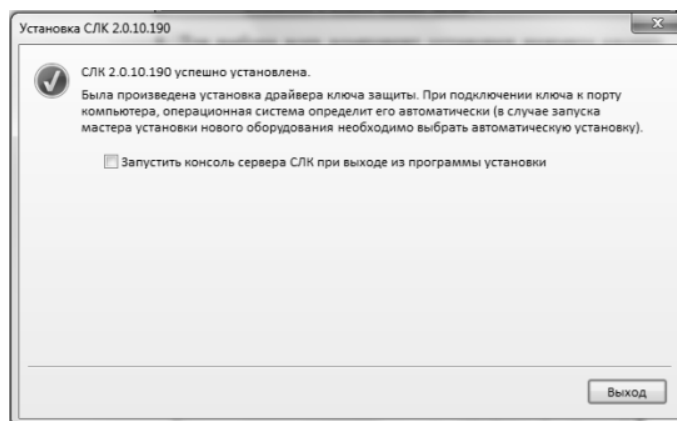 Установка СЛК 2.0.10.190
СЛК 2.0.10.190 успешно установлена.
Была произведена установка драйвера ключа защиты. При подключении ключа к порту
компьютера, операционная система определит его автоматически (в случае запуска
мастера установки нового оборудования необходимо выбрать автоматическую установку).
Запустить консоль сервера СЛК при выходе из программы установки
Выход